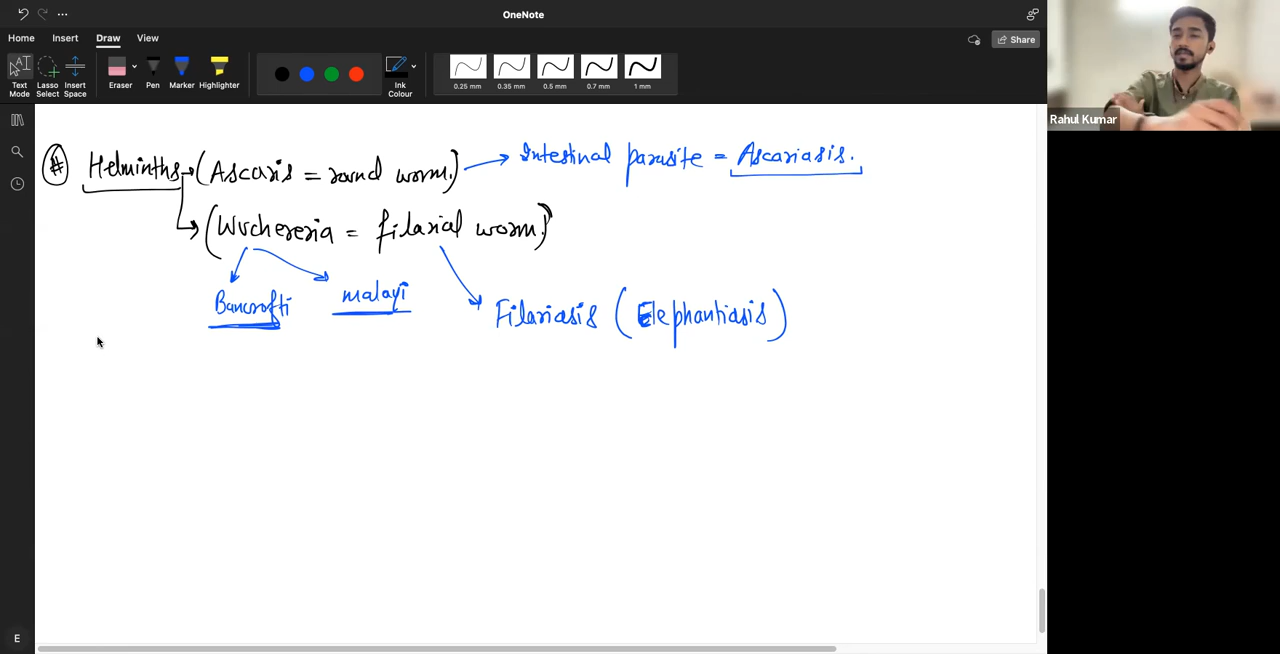 OneNote
Home Insert Draw View
Share
Text Mode
Lasso Select
Insert Space
Eraser
Pen
Marker
Highlighter
Ink Colour
0.25 mm 0.35 mm 0.5 mm 0.7 mm 1 mm
Rahul Kumar
# Helminths → (Ascaris = round worm.) → Intestinal parasite = Ascariasis.
→ (Wuchereria = filarial worm.)
Bancrofti malayi
Filariasis (Elephantiasis)
E